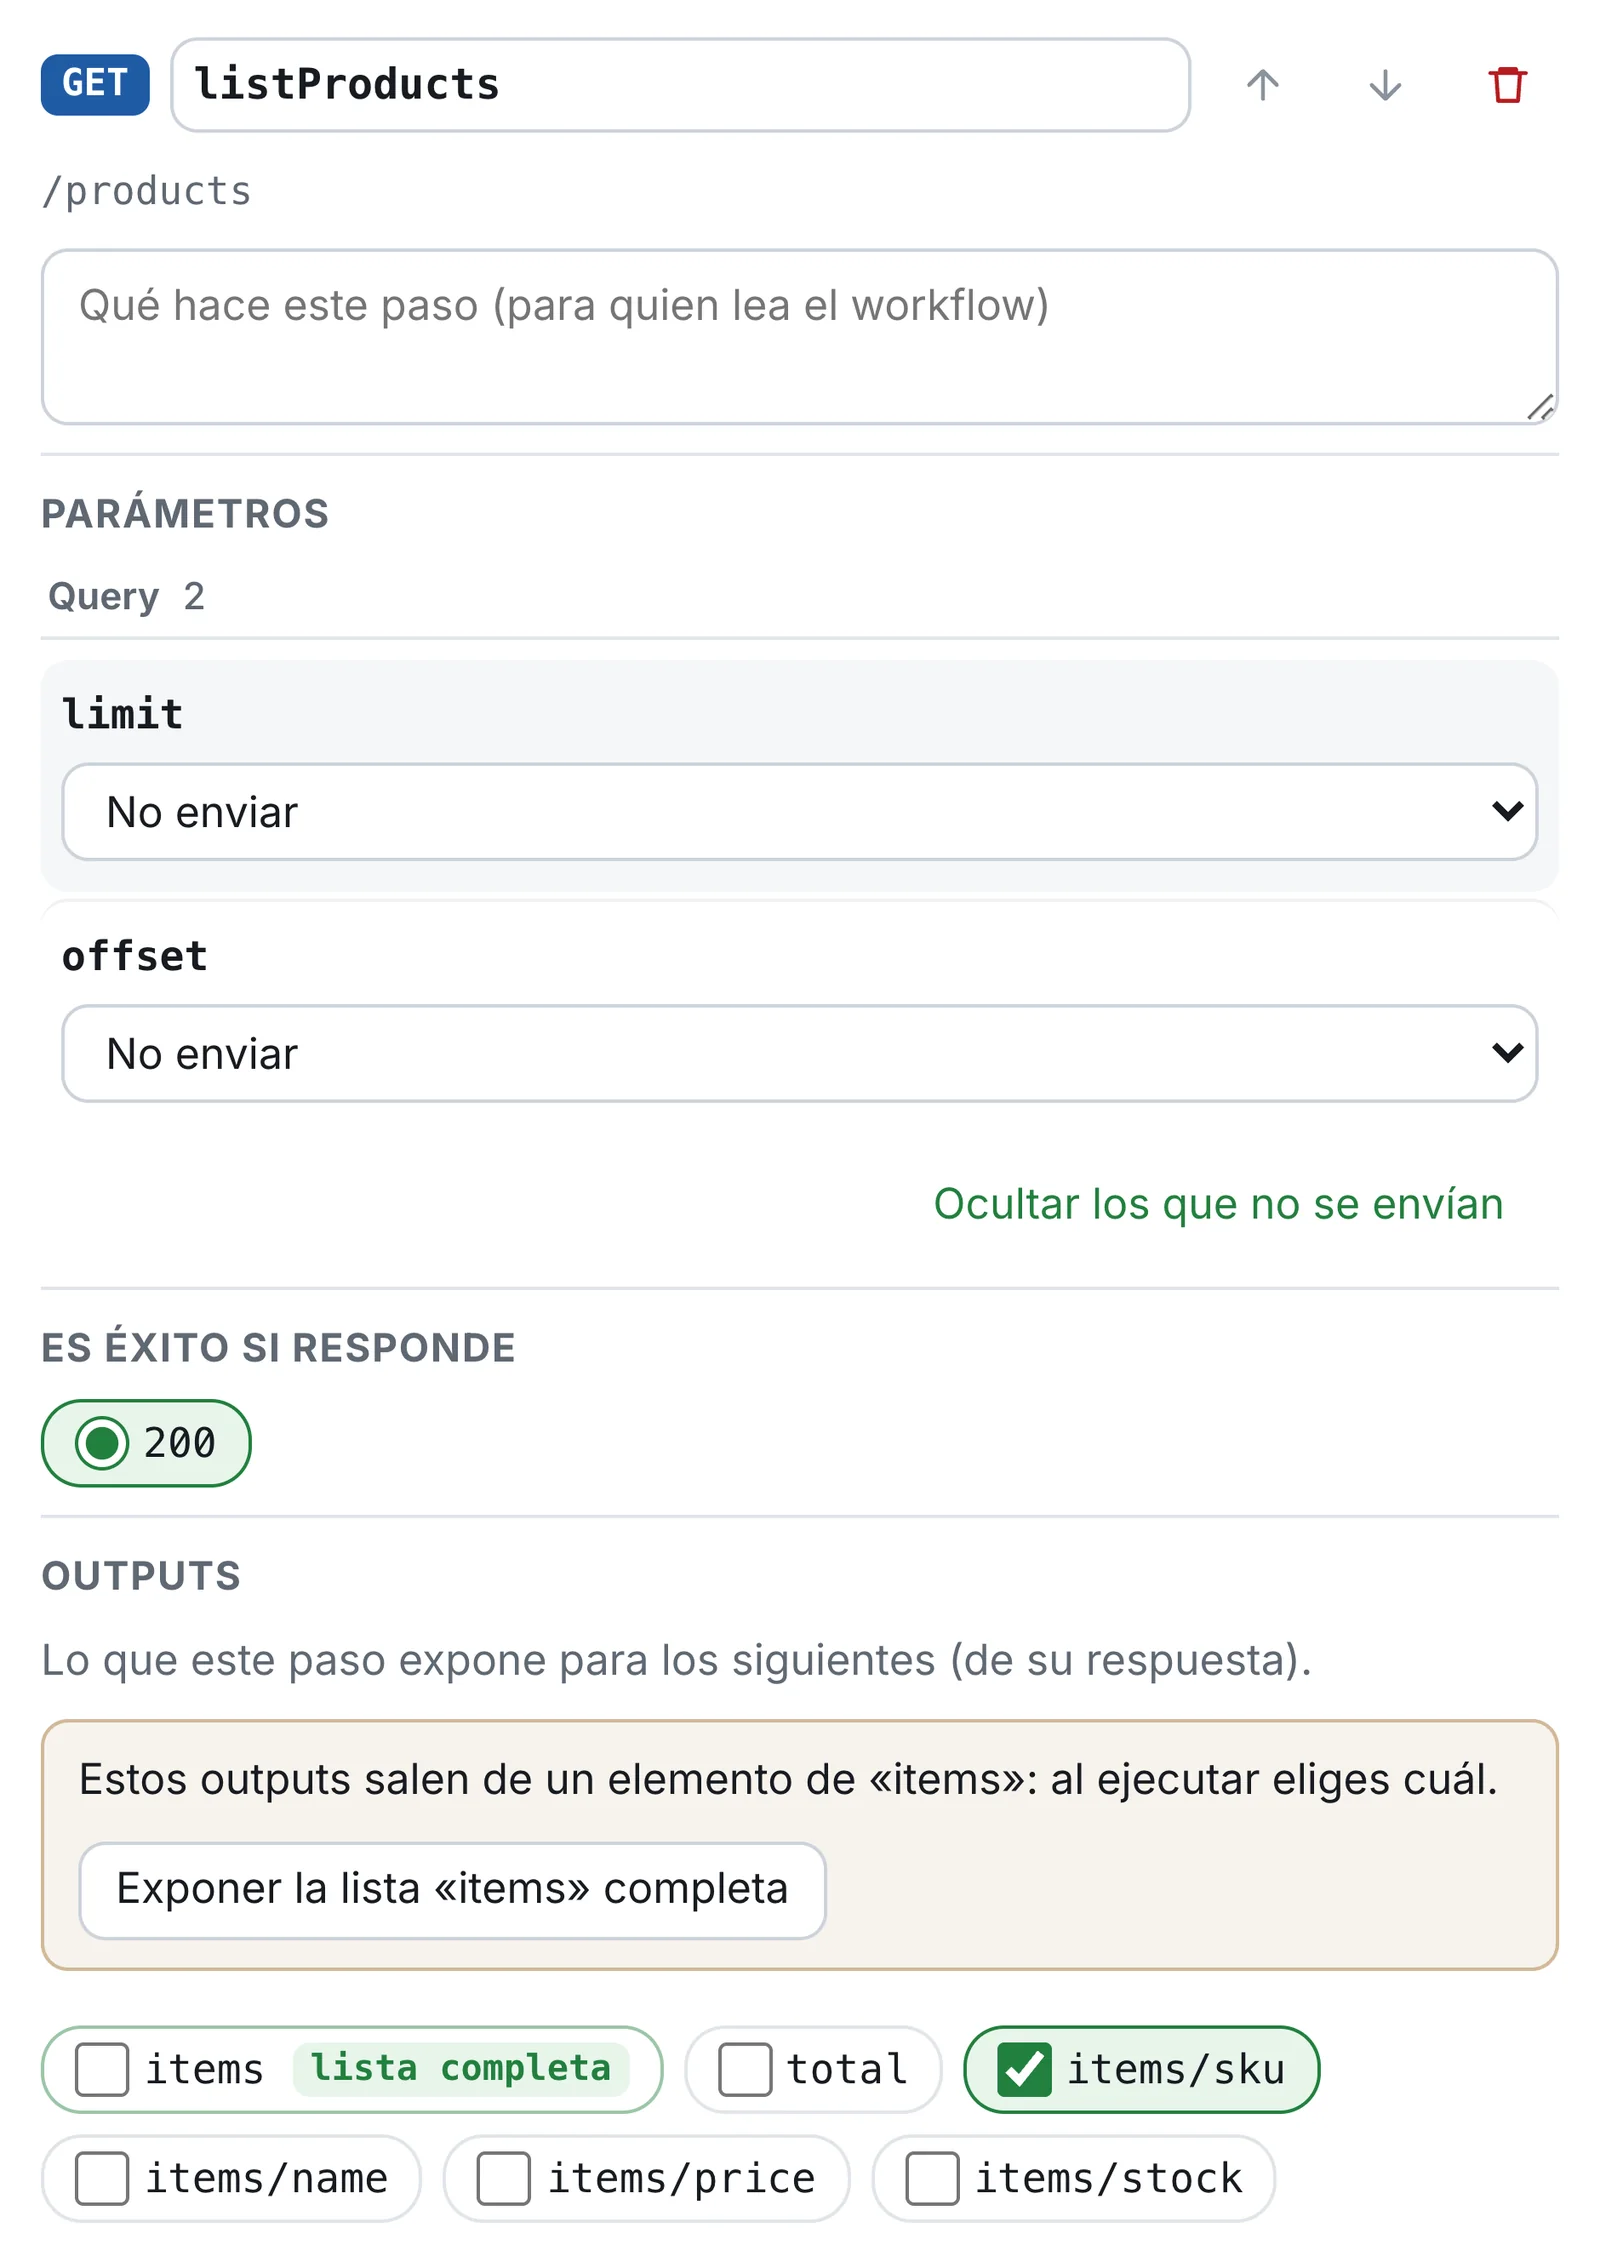 GET listProducts
/products
Qué hace este paso (para quien lea el workflow)
PARÁMETROS
Query 2
limit
No enviar
offset
No enviar
Ocultar los que no se envían
ES ÉXITO SI RESPONDE
200
OUTPUTS
Lo que este paso expone para los siguientes (de su respuesta).
Estos outputs salen de un elemento de «items»: al ejecutar eliges cuál.
Exponer la lista «items» completa
items lista completa total items/sku
items/name items/price items/stock